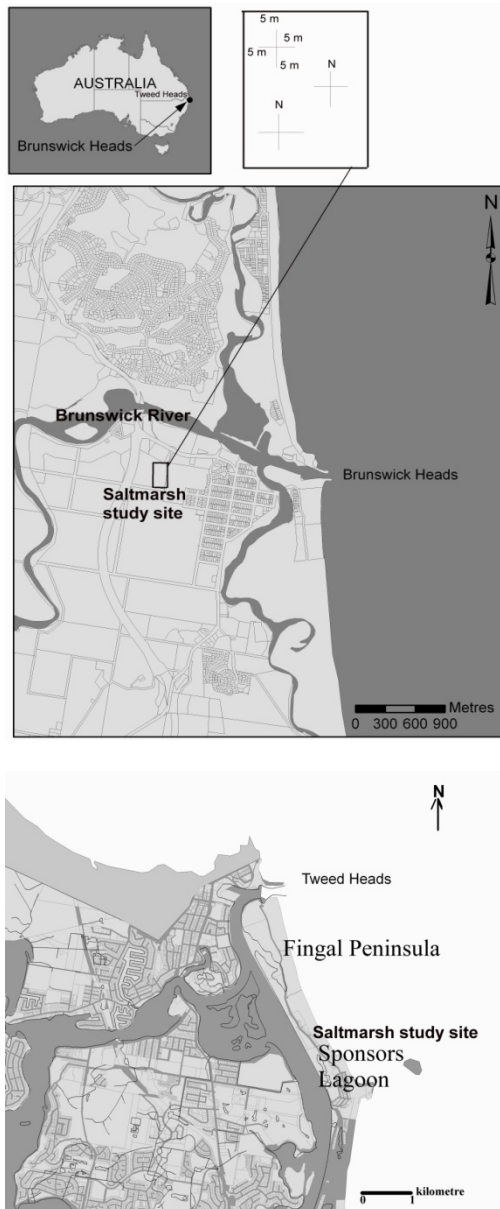 AUSTRALIA
Tweed Heads
Brunswick Heads
5 m
5 m
5 m
5 m
N
N
N
Brunswick River
Brunswick Heads
Saltmarsh
study site
Metres
0 300 600 900
N
Tweed Heads
Fingal Peninsula
Saltmarsh study site
Sponsors
Lagoon
kilometre
0 1